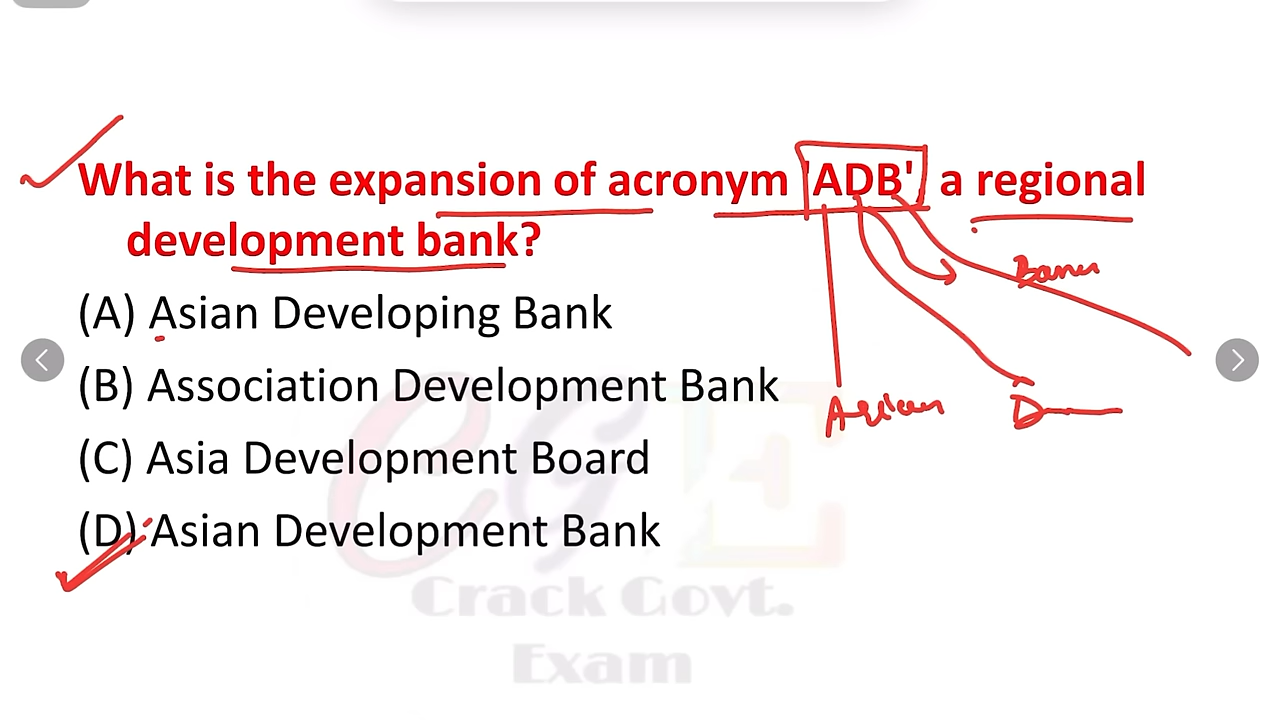 What is the expansion of acronym 'ADB' a regional
development bank?
(A) Asian Developing Bank
(B) Association Development Bank
(C) Asia Development Board
(D) Asian Development Bank
D
CGE
Crack Govt.
Exam